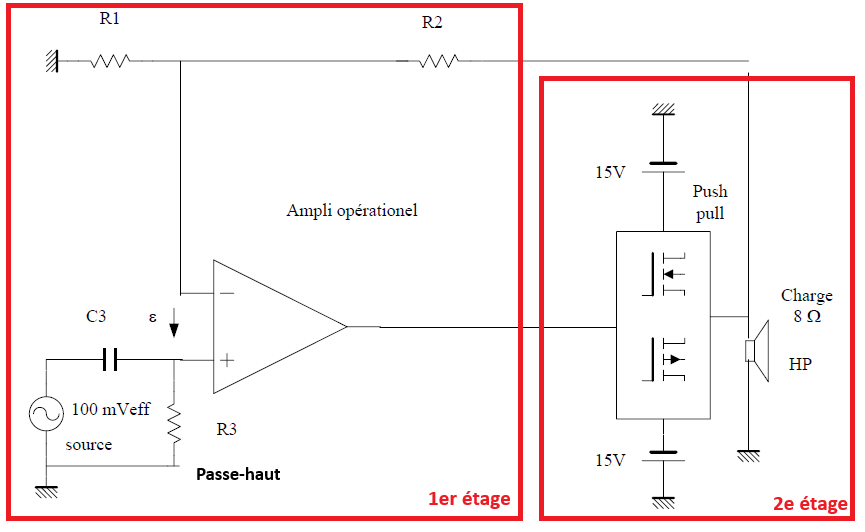 R1
R2
15V
Push
pull
Ampli opérationel
Charge
8 Ω
HP
C3
ε
−
+
100 mVeff
source
R3
Passe-haut
15V
1er étage
2e étage